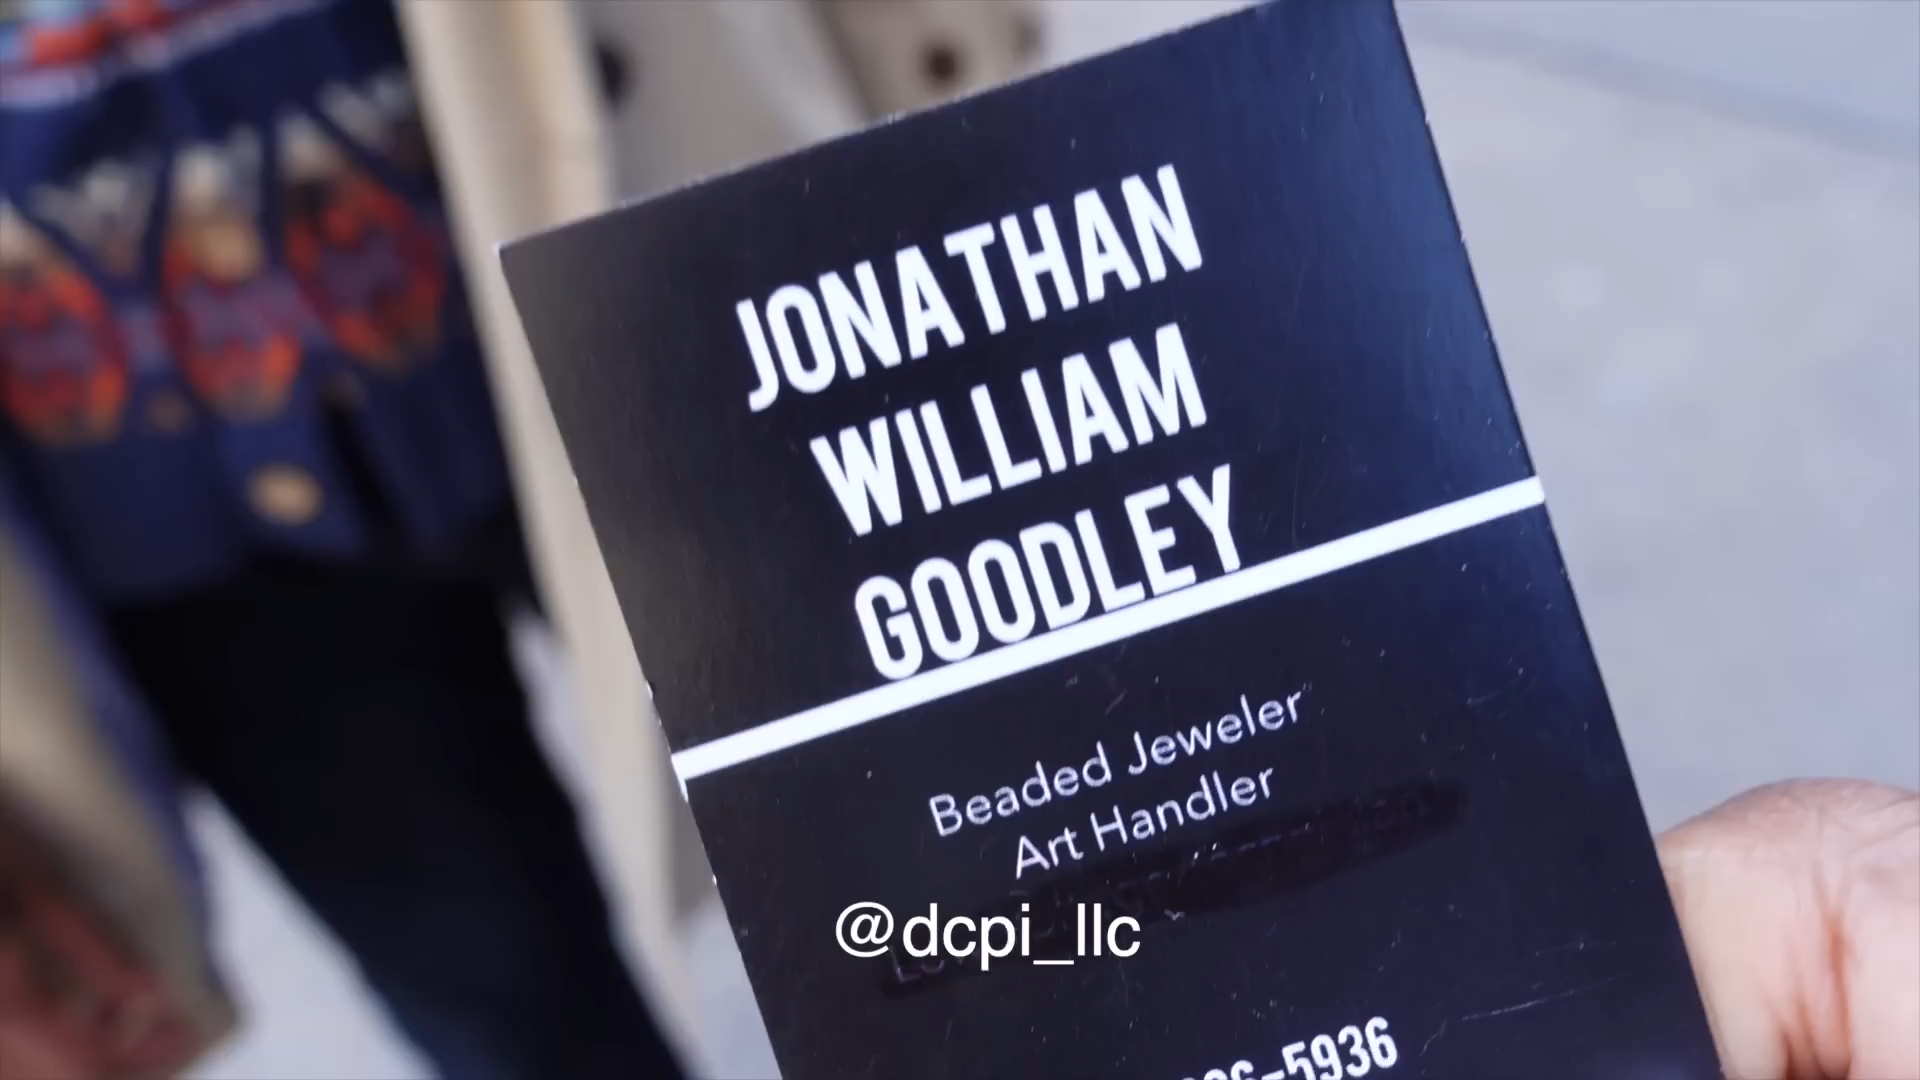 JONATHAN
WILLIAM
GOODLEY
Beaded Jeweler
Art Handler
@dcpi_llc
-5936